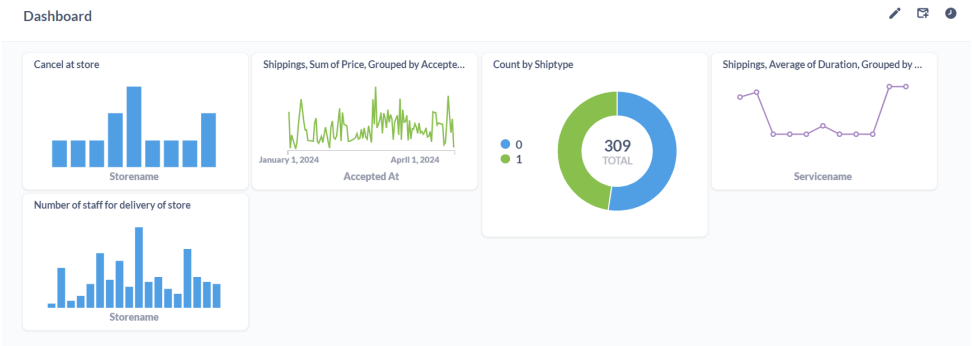 Dashboard
Cancel at store
Storename
Shippings, Sum of Price, Grouped by Accepte...
January 1, 2024
April 1, 2024
Accepted At
Count by Shiptype
0
1
309
TOTAL
Shippings, Average of Duration, Grouped by ...
Servicename
Number of staff for delivery of store
Storename